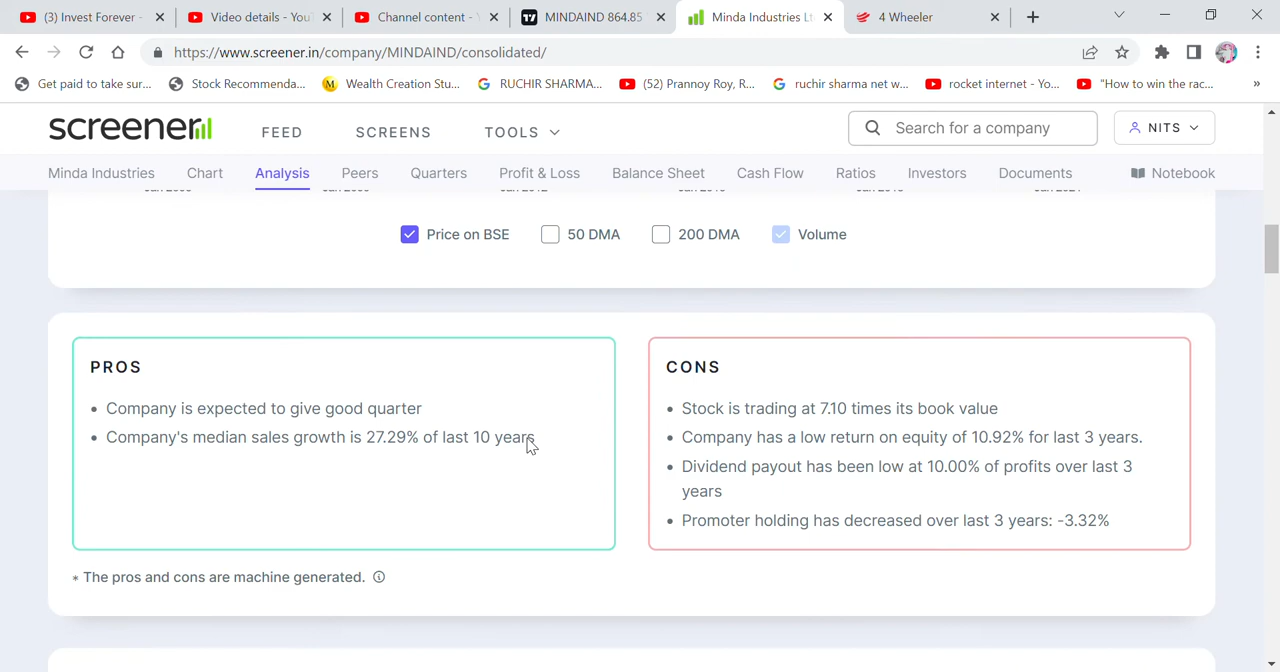 (3) Invest Forever -
Video details - You
Channel content -
MINDAIND 864.85
Minda Industries Lt
4 Wheeler
https://www.screener.in/company/MINDAIND/consolidated/
Get paid to take sur...
Stock Recommenda...
Wealth Creation Stu...
RUCHIR SHARMA...
(52) Prannoy Roy, R...
ruchir sharma net w...
rocket internet - Yo...
"How to win the rac...
»
screener
FEED
SCREENS
TOOLS
Search for a company
NITS
Minda Industries
Chart
Analysis
Peers
Quarters
Profit & Loss
Balance Sheet
Cash Flow
Ratios
Investors
Documents
Notebook
Price on BSE
50 DMA
200 DMA
Volume
PROS
• Company is expected to give good quarter
• Company's median sales growth is 27.29% of last 10 years
CONS
• Stock is trading at 7.10 times its book value
• Company has a low return on equity of 10.92% for last 3 years.
• Dividend payout has been low at 10.00% of profits over last 3
years
• Promoter holding has decreased over last 3 years: -3.32%
* The pros and cons are machine generated.